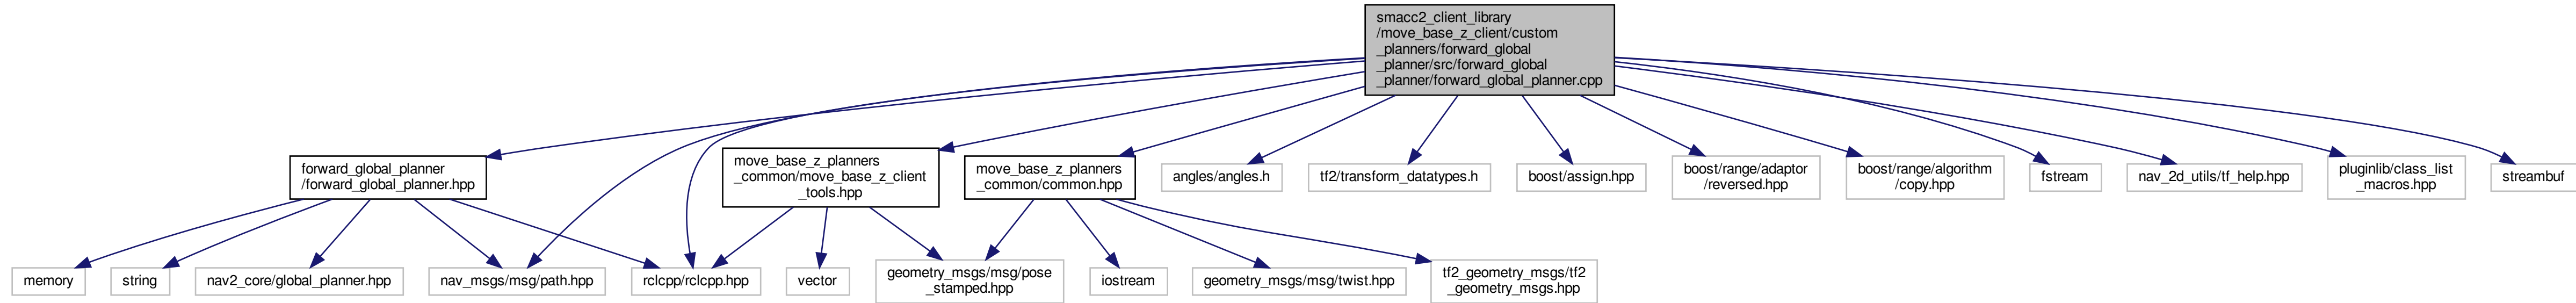 smacc2_client_library
/move_base_z_client/custom
_planners/forward_global
_planner/src/forward_global
_planner/forward_global_planner.cpp
forward_global_planner
/forward_global_planner.hpp
move_base_z_planners
_common/move_base_z_client
_tools.hpp
move_base_z_planners
_common/common.hpp
angles/angles.h
tf2/transform_datatypes.h
boost/assign.hpp
boost/range/adaptor
/reversed.hpp
boost/range/algorithm
/copy.hpp
fstream
nav_2d_utils/tf_help.hpp
pluginlib/class_list
_macros.hpp
streambuf
memory
string
nav2_core/global_planner.hpp
nav_msgs/msg/path.hpp
rclcpp/rclcpp.hpp
vector
geometry_msgs/msg/pose
_stamped.hpp
iostream
geometry_msgs/msg/twist.hpp
tf2_geometry_msgs/tf2
_geometry_msgs.hpp